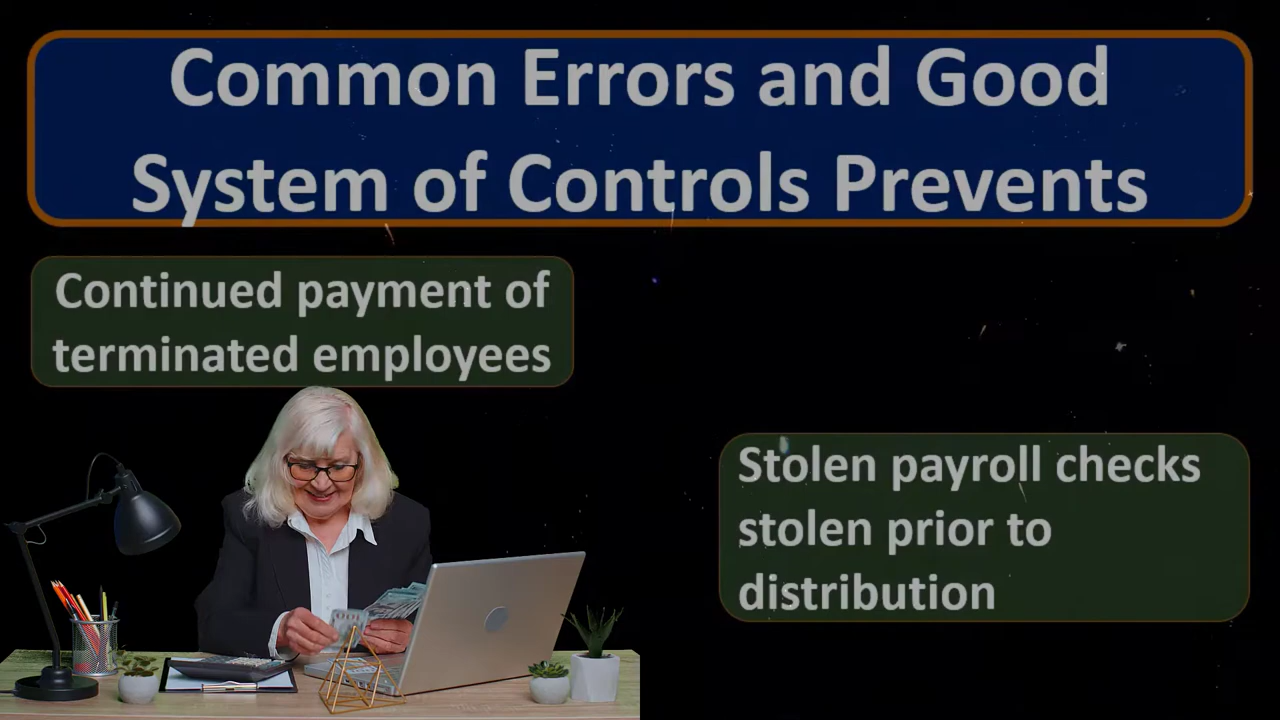 Common Errors and Good
System of Controls Prevents
Continued payment of
terminated employees
Stolen payroll checks
stolen prior to
distribution
100